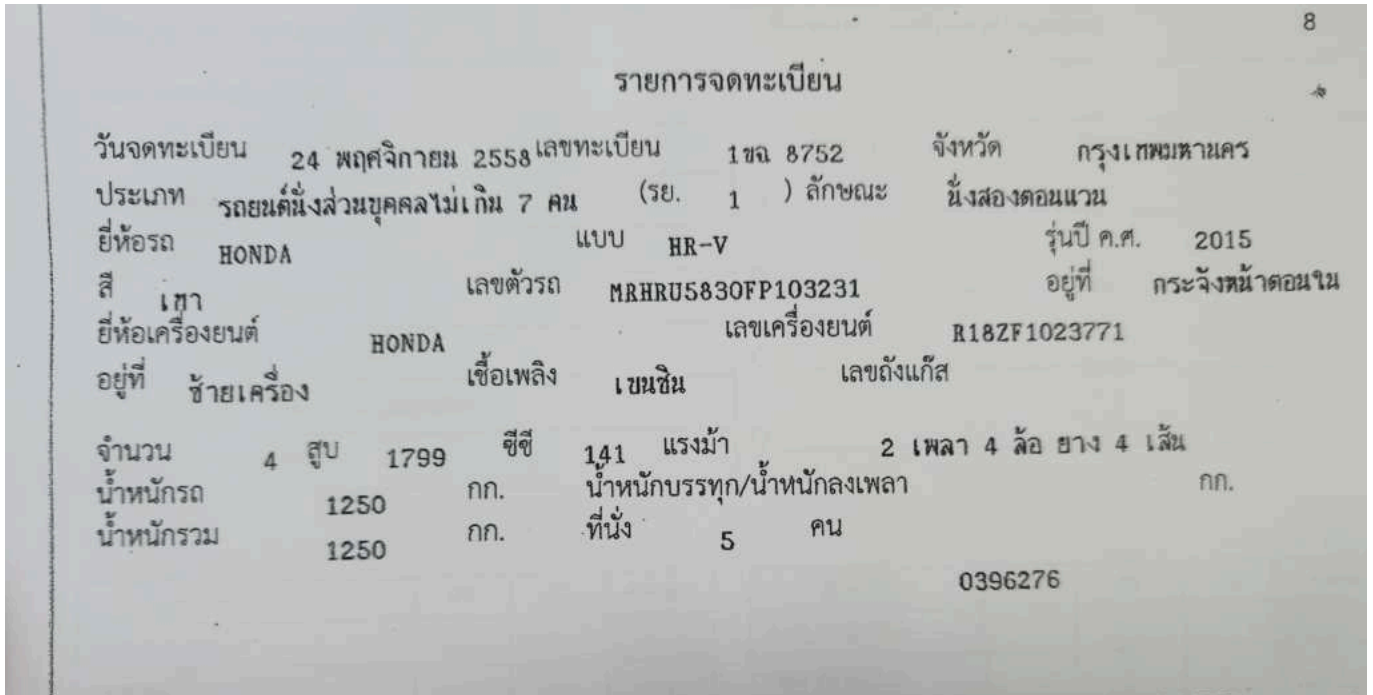 8
รายการจดทะเบียน
วันจดทะเบียน 24 พฤศจิกายน 2558 เลขทะเบียน 1ขฉ 8752 จังหวัด กรุงเทพมหานคร
ประเภท รถยนต์นั่งส่วนบุคคลไม่เกิน 7 คน (รย. 1 ) ลักษณะ นั่งสองตอนแวน
ยี่ห้อรถ HONDA แบบ HR-V รุ่นปี ค.ศ. 2015
สี เทา เลขตัวรถ MRHRU5830FP103231 อยู่ที่ กระจังหน้าตอนใน
ยี่ห้อเครื่องยนต์ HONDA เลขเครื่องยนต์ R18ZF1023771
อยู่ที่ ซ้ายเครื่อง เชื้อเพลิง เบนซิน เลขถังแก๊ส
จำนวน 4 สูบ 1799 ซีซี 141 แรงม้า 2 เพลา 4 ล้อ ยาง 4 เส้น
น้ำหนักรถ 1250 กก. น้ำหนักบรรทุก/น้ำหนักลงเพลา กก.
น้ำหนักรวม 1250 กก. ที่นั่ง 5 คน
0396276